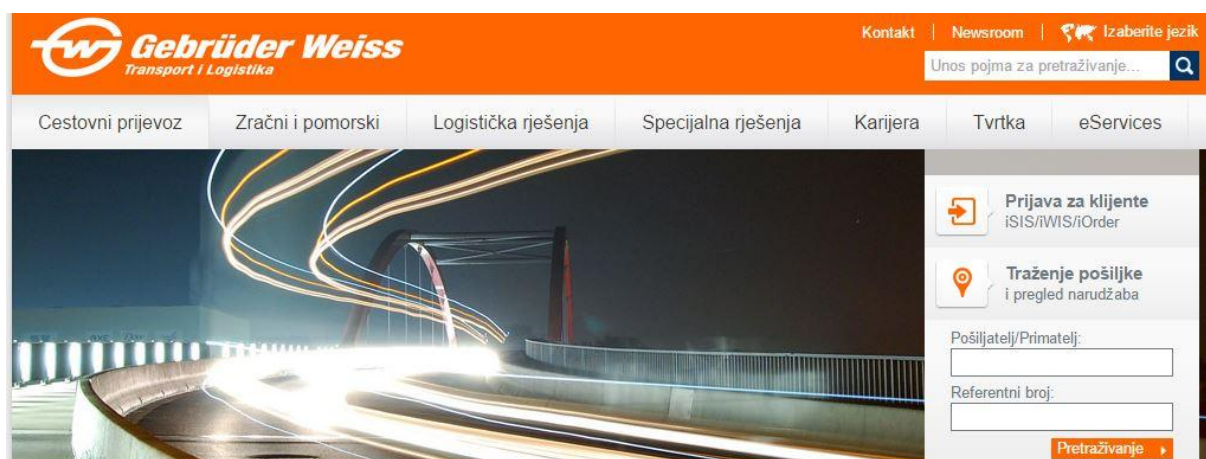 Gebrüder Weiss
Transport i Logistika
Kontakt | Newsroom | Izaberite jezik
Unos pojma za pretraživanje...
Cestovni prijevoz Zračni i pomorski Logistička rješenja Specijalna rješenja Karijera Tvrtka eServices
Prijava za klijente
iSIS/iWIS/iOrder
Traženje pošiljke
i pregled narudžaba
Pošiljatelj/Primatelj:
Referentni broj:
Pretraživanje